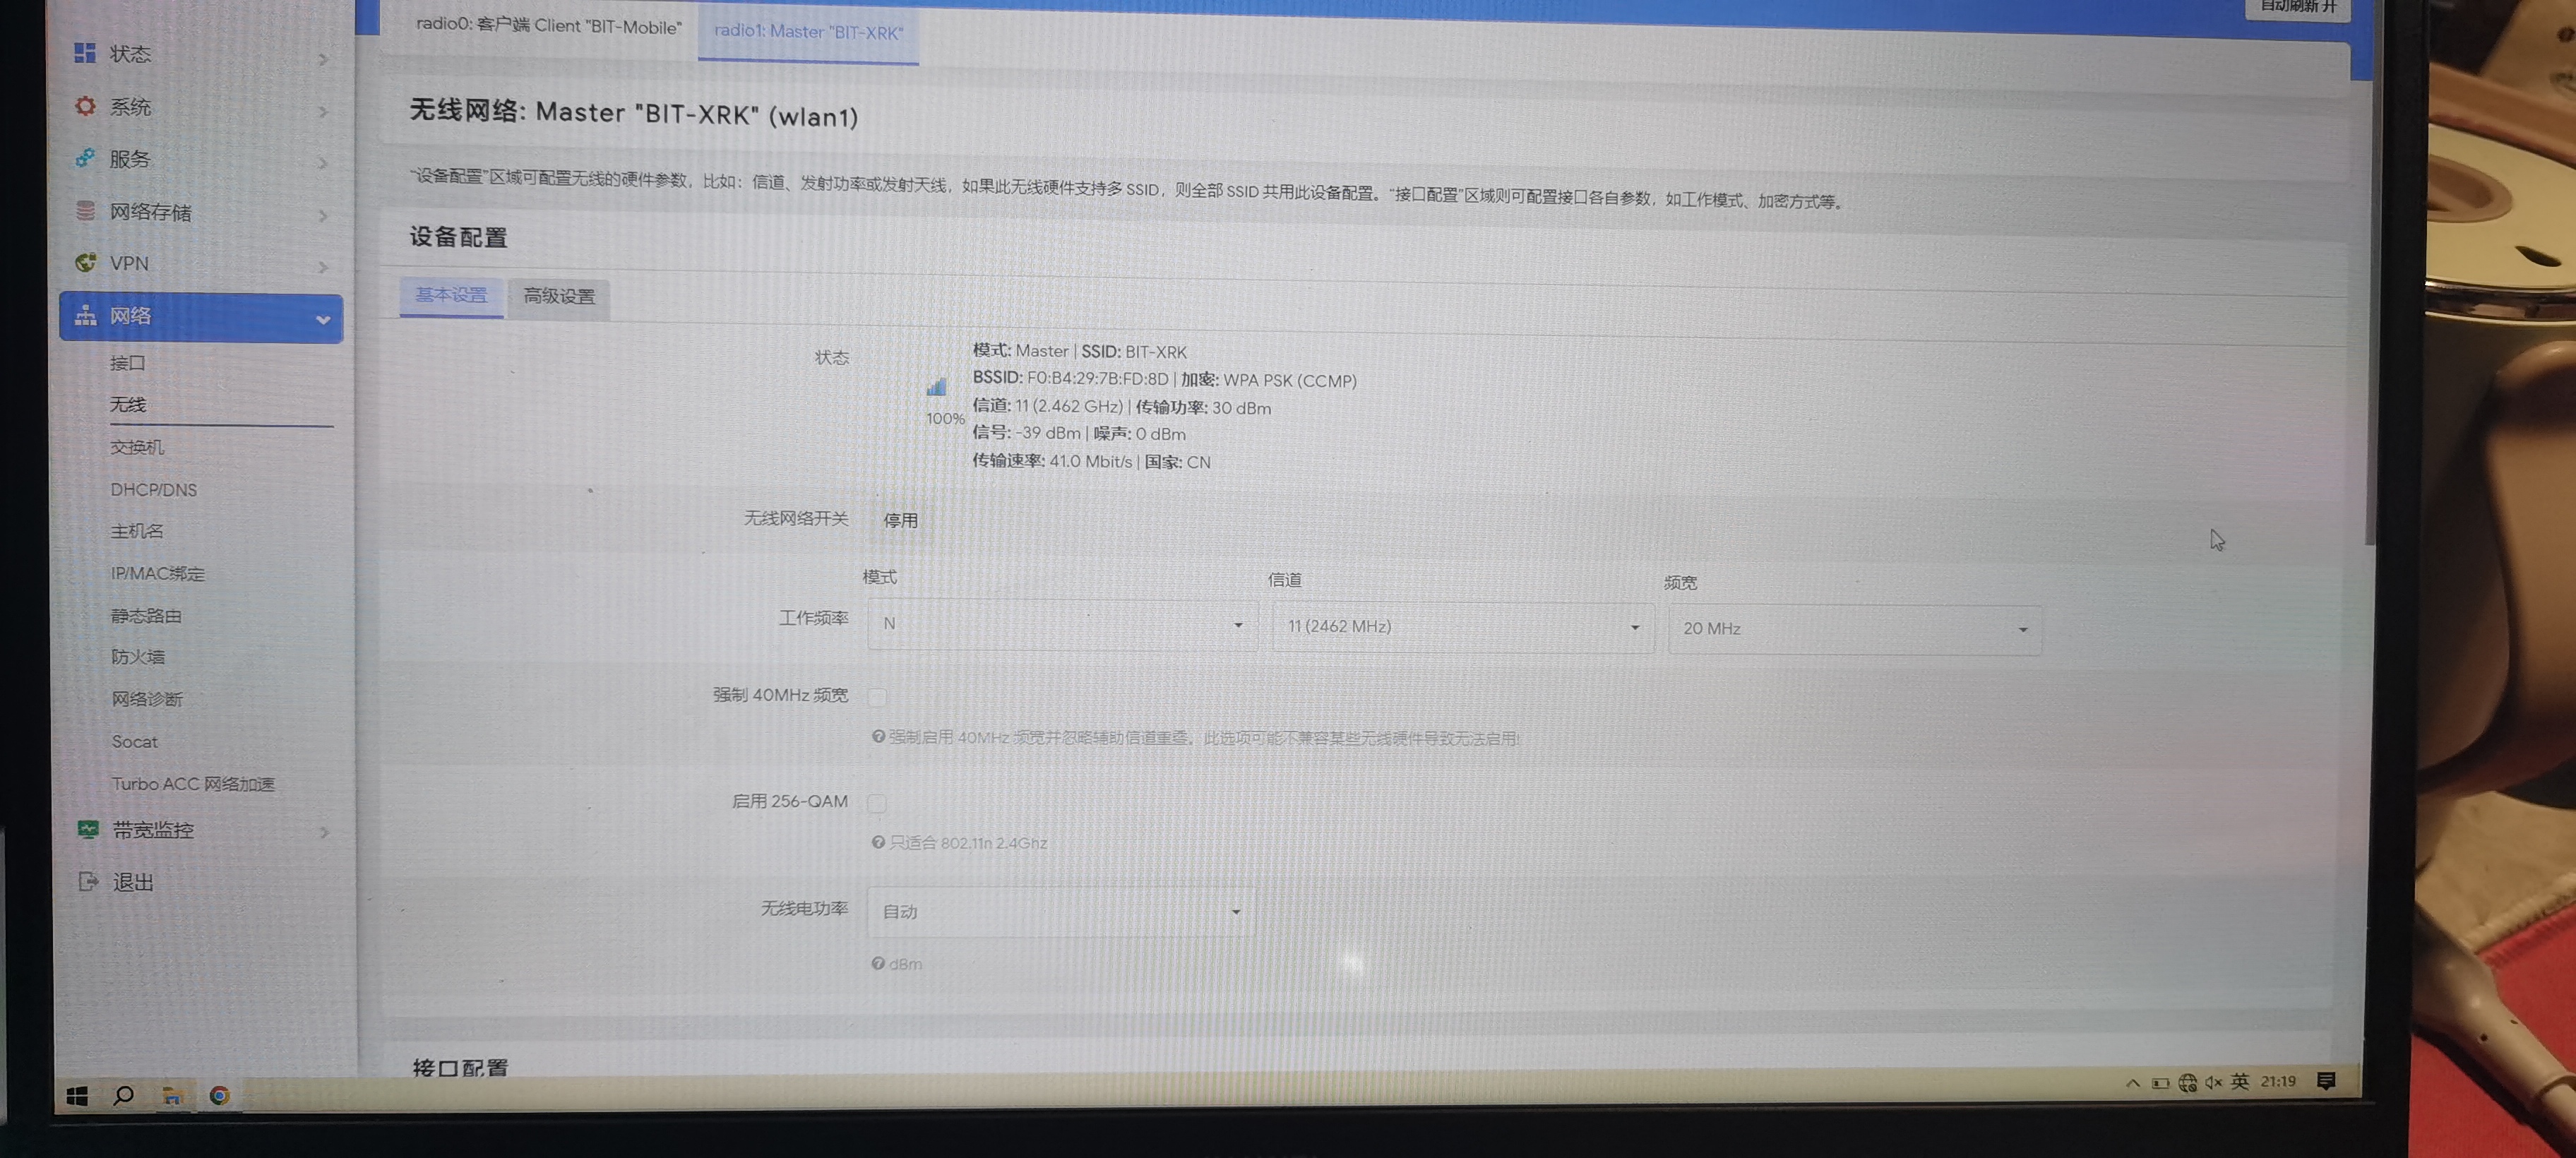 自动刷新 开
radio0: 客户端 Client "BIT-Mobile"
radio1: Master "BIT-XRK"
状态
系统
服务
网络存储
VPN
网络
接口
无线
交换机
DHCP/DNS
主机名
IP/MAC绑定
静态路由
防火墙
网络诊断
Socat
Turbo ACC 网络加速
带宽监控
退出
无线网络: Master "BIT-XRK" (wlan1)
"设备配置"区域可配置无线的硬件参数，比如：信道、发射功率或发射天线，如果此无线硬件支持多 SSID，则全部 SSID 共用此设备配置。"接口配置"区域则可配置接口各自参数，如工作模式、加密方式等。
设备配置
基本设置 高级设置
状态
100%
模式: Master | SSID: BIT-XRK
BSSID: F0:B4:29:7B:FD:8D | 加密: WPA PSK (CCMP)
信道: 11 (2.462 GHz) | 传输功率: 30 dBm
信号: -39 dBm | 噪声: 0 dBm
传输速率: 41.0 Mbit/s | 国家: CN
无线网络开关 停用
模式 信道 频宽
工作频率 N 11 (2462 MHz) 20 MHz
强制 40MHz 频宽
强制启用 40MHz 频宽并忽略辅助信道重叠。此选项可能不兼容某些无线硬件导致无法启用!
启用 256-QAM
只适合 802.11n 2.4Ghz
无线电功率 自动
dBm
接口配置
英 21:19